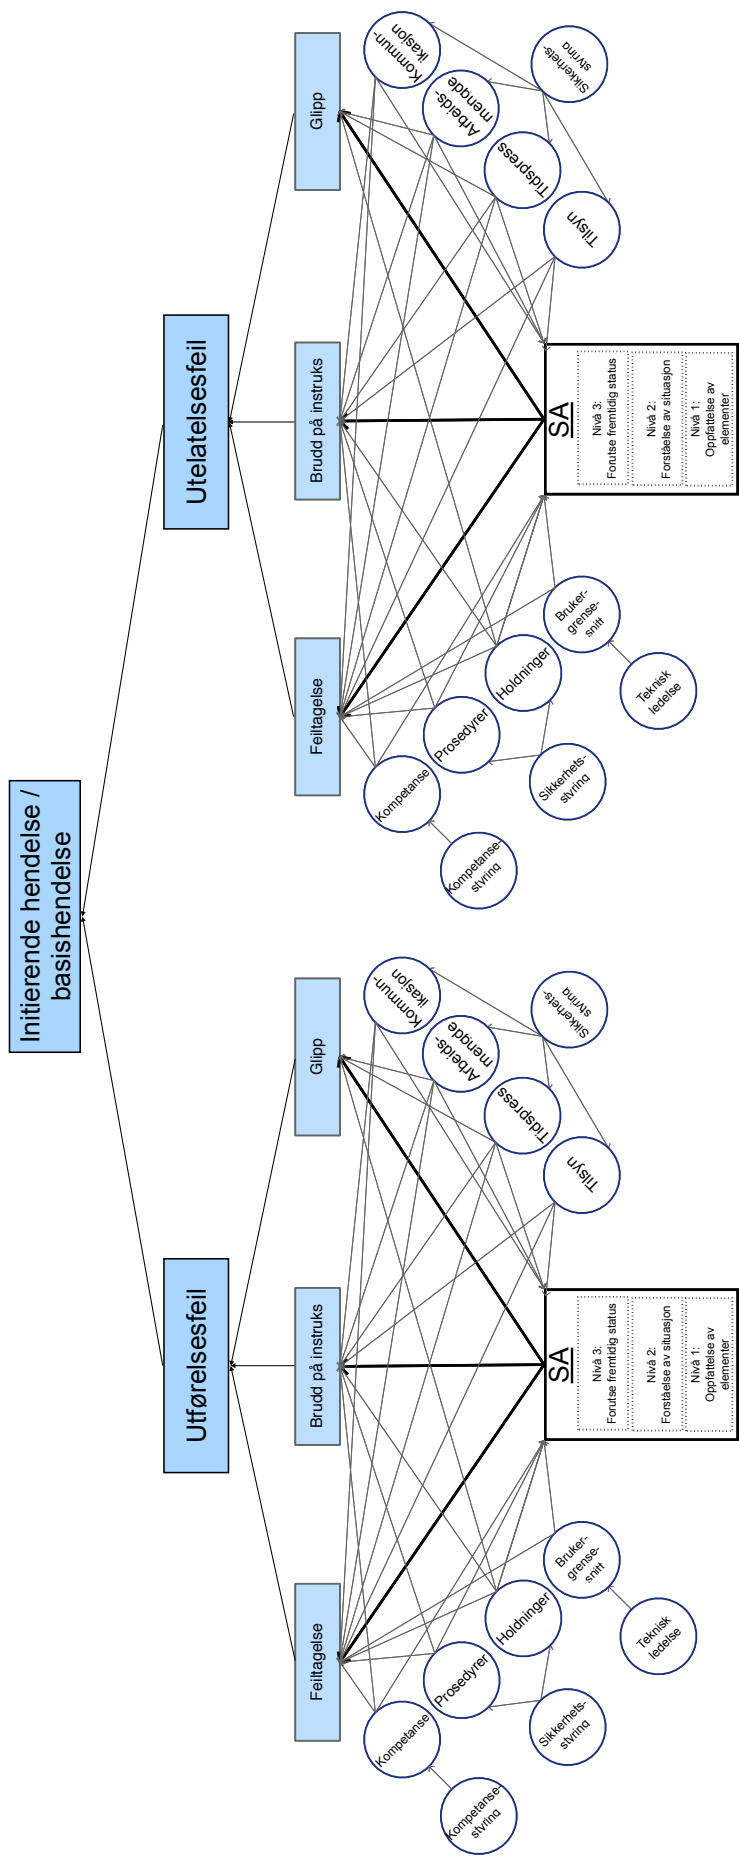 Initierende hendelse /
basishendelse
Utførelsesfeil
Utelatelsesfeil
Feiltagelse
Brudd på instruks
Glipp
Feiltagelse
Brudd på instruks
Glipp
Kompetanse-
styring
Kompetanse
Prosedyrer
Sikkerhets-
styring
Holdninger
Bruker-
grense-
snitt
Teknisk
ledelse
SA
Nivå 3:
Forutse fremtidig status
Nivå 2:
Forståelse av situasjon
Nivå 1:
Oppfattelse av
elementer
Tilsyn
Tidspress
Arbeids-
mengde
Kommun-
ikasjon
Sikkerhets-
styring
Kompetanse-
styring
Kompetanse
Prosedyrer
Sikkerhets-
styring
Holdninger
Bruker-
grense-
snitt
Teknisk
ledelse
SA
Nivå 3:
Forutse fremtidig status
Nivå 2:
Forståelse av situasjon
Nivå 1:
Oppfattelse av
elementer
Tilsyn
Tidspress
Arbeids-
mengde
Kommun-
ikasjon
Sikkerhets-
styring